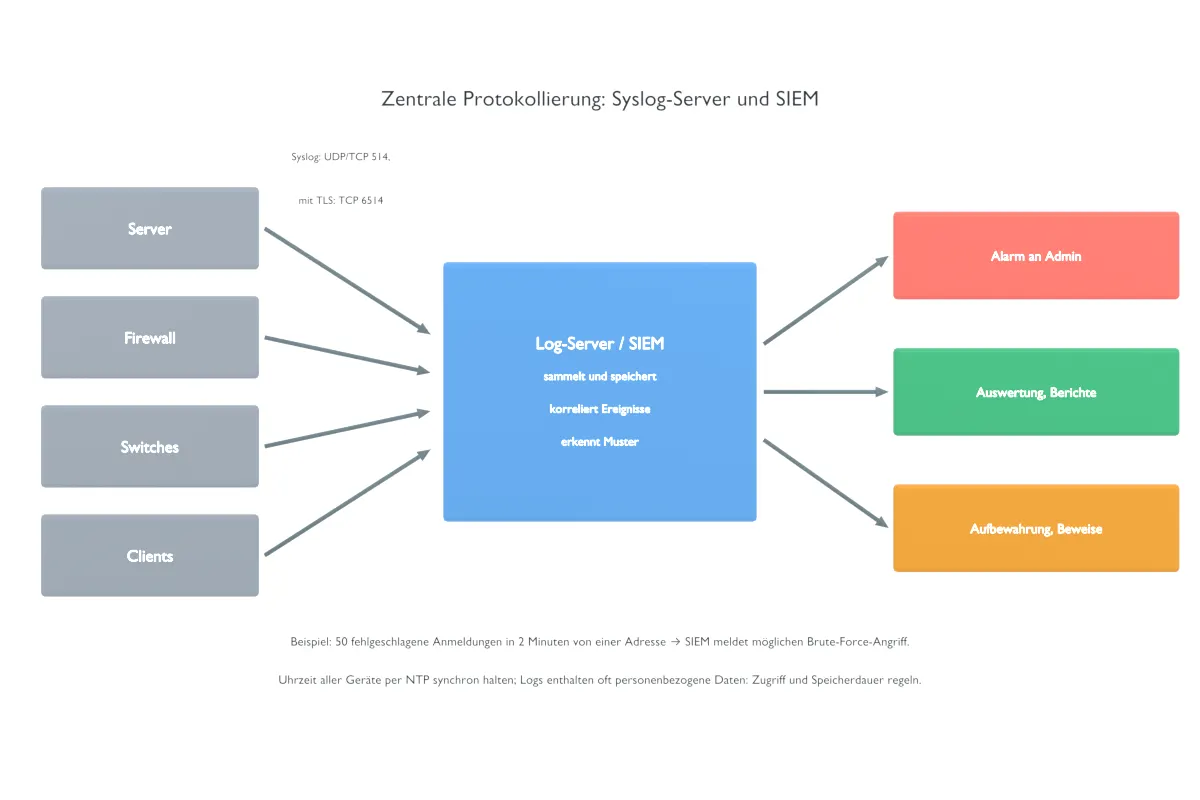 Zentrale Protokollierung: Syslog-Server und SIEM
Syslog: UDP/TCP 514,
mit TLS: TCP 6514
Server
Firewall
Switches
Clients
Log-Server / SIEM
sammelt und speichert
korreliert Ereignisse
erkennt Muster
Alarm an Admin
Auswertung, Berichte
Aufbewahrung, Beweise
Beispiel: 50 fehlgeschlagene Anmeldungen in 2 Minuten von einer Adresse → SIEM meldet möglichen Brute-Force-Angriff.
Uhrzeit aller Geräte per NTP synchron halten; Logs enthalten oft personenbezogene Daten: Zugriff und Speicherdauer regeln.